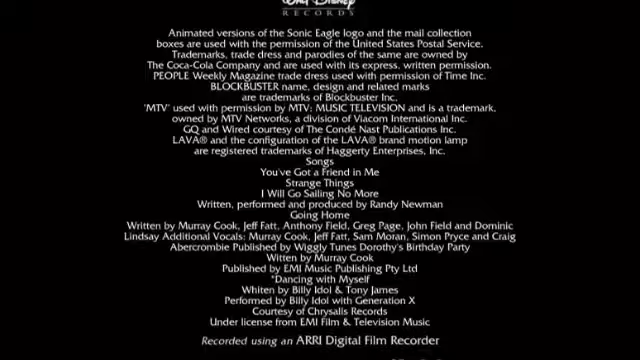 WALT DISNEY
RECORDS
Animated versions of the Sonic Eagle logo and the mail collection
boxes are used with the permission of the United States Postal Service.
Trademarks, trade dress and parodies of the same are owned by
The Coca-Cola Company and are used with its express, written permission.
PEOPLE Weekly Magazine trade dress used with permission of Time Inc.
BLOCKBUSTER name, design and related marks
are trademarks of Blockbuster Inc.
'MTV' used with permission by MTV: MUSIC TELEVISION and is a trademark,
owned by MTV Networks, a division of Viacom International Inc.
GQ and Wired courtesy of The Condé Nast Publications Inc.
LAVA® and the configuration of the LAVA® brand motion lamp
are registered trademarks of Haggerty Enterprises, Inc.
Songs
You've Got a Friend in Me
Strange Things
I Will Go Sailing No More
Written, performed and produced by Randy Newman
Going Home
Written by Murray Cook, Jeff Fatt, Anthony Field, Greg Page, John Field and Dominic
Lindsay Additional Vocals: Murray Cook, Jeff Fatt, Sam Moran, Simon Pryce and Craig
Abercrombie Published by Wiggly Tunes Dorothy's Birthday Party
Witten by Murray Cook
Published by EMI Music Publishing Pty Ltd
"Dancing with Myself
Whiten by Billy Idol & Tony James
Performed by Billy Idol with Generation X
Courtesy of Chrysalis Records
Under license from EMI Film & Television Music
Recorded using an ARRI Digital Film Recorder